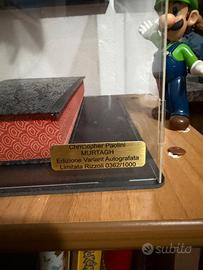 Christopher Paolini
MURTAGH
Edizione Variant Autografata
Limitata Rizzoli 0362/1000
subito